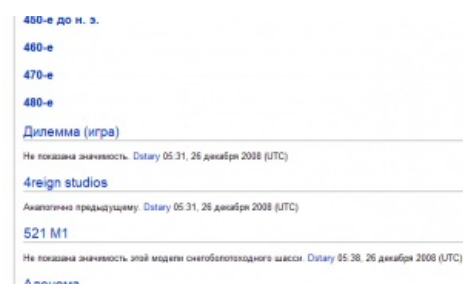 450-е до н. э.
460-е
470-е
480-е
Дилемма (игра)
Не показана значимость. Dstary 05:31, 26 декабря 2008 (UTC)
4reign studios
Аналогично предыдущему. Dstary 05:31, 26 декабря 2008 (UTC)
521 M1
Не показана значимость этой модели снегоболотоходного шасси. Dstary 05:38, 26 декабря 2008 (UTC)